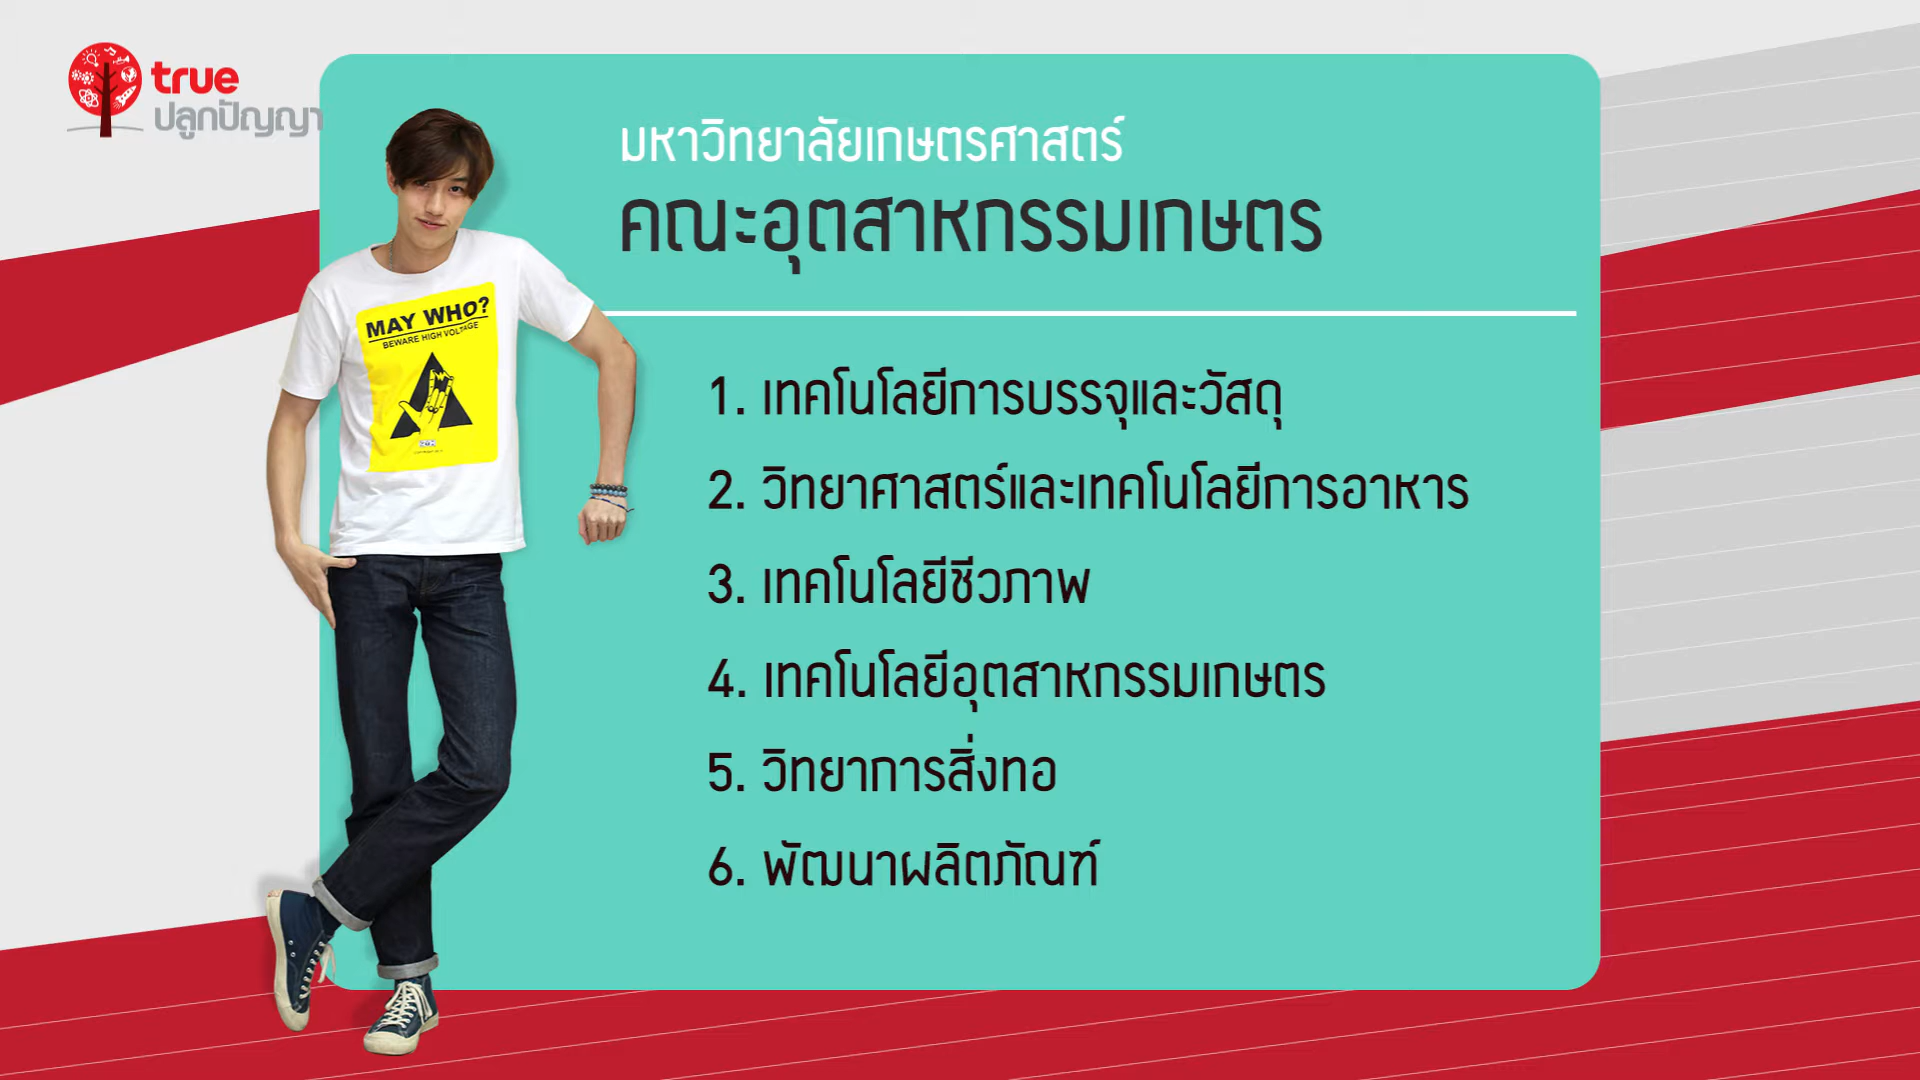 true
ปลูกปัญญา
มหาวิทยาลัยเกษตรศาสตร์
คณะอุตสาหกรรมเกษตร
MAY WHO?
BEWARE HIGH VOLTAGE
1. เทคโนโลยีการบรรจุและวัสดุ
2. วิทยาศาสตร์และเทคโนโลยีการอาหาร
3. เทคโนโลยีชีวภาพ
4. เทคโนโลยีอุตสาหกรรมเกษตร
5. วิทยาการสิ่งทอ
6. พัฒนาผลิตภัณฑ์